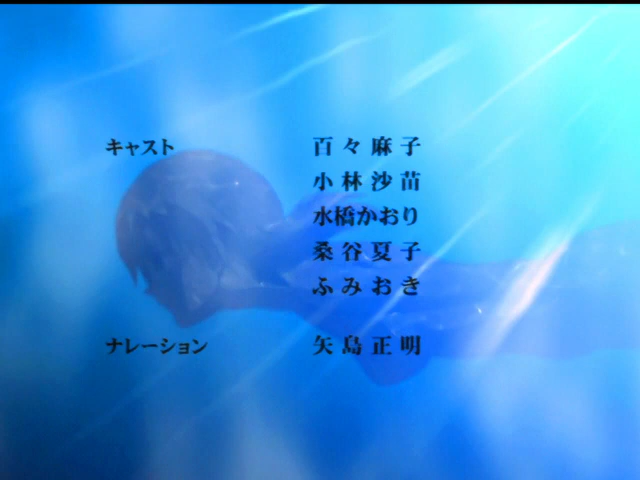 キャスト 百々麻子
小林沙苗
水橋かおり
桑谷夏子
ふみおき
ナレーション 矢島正明